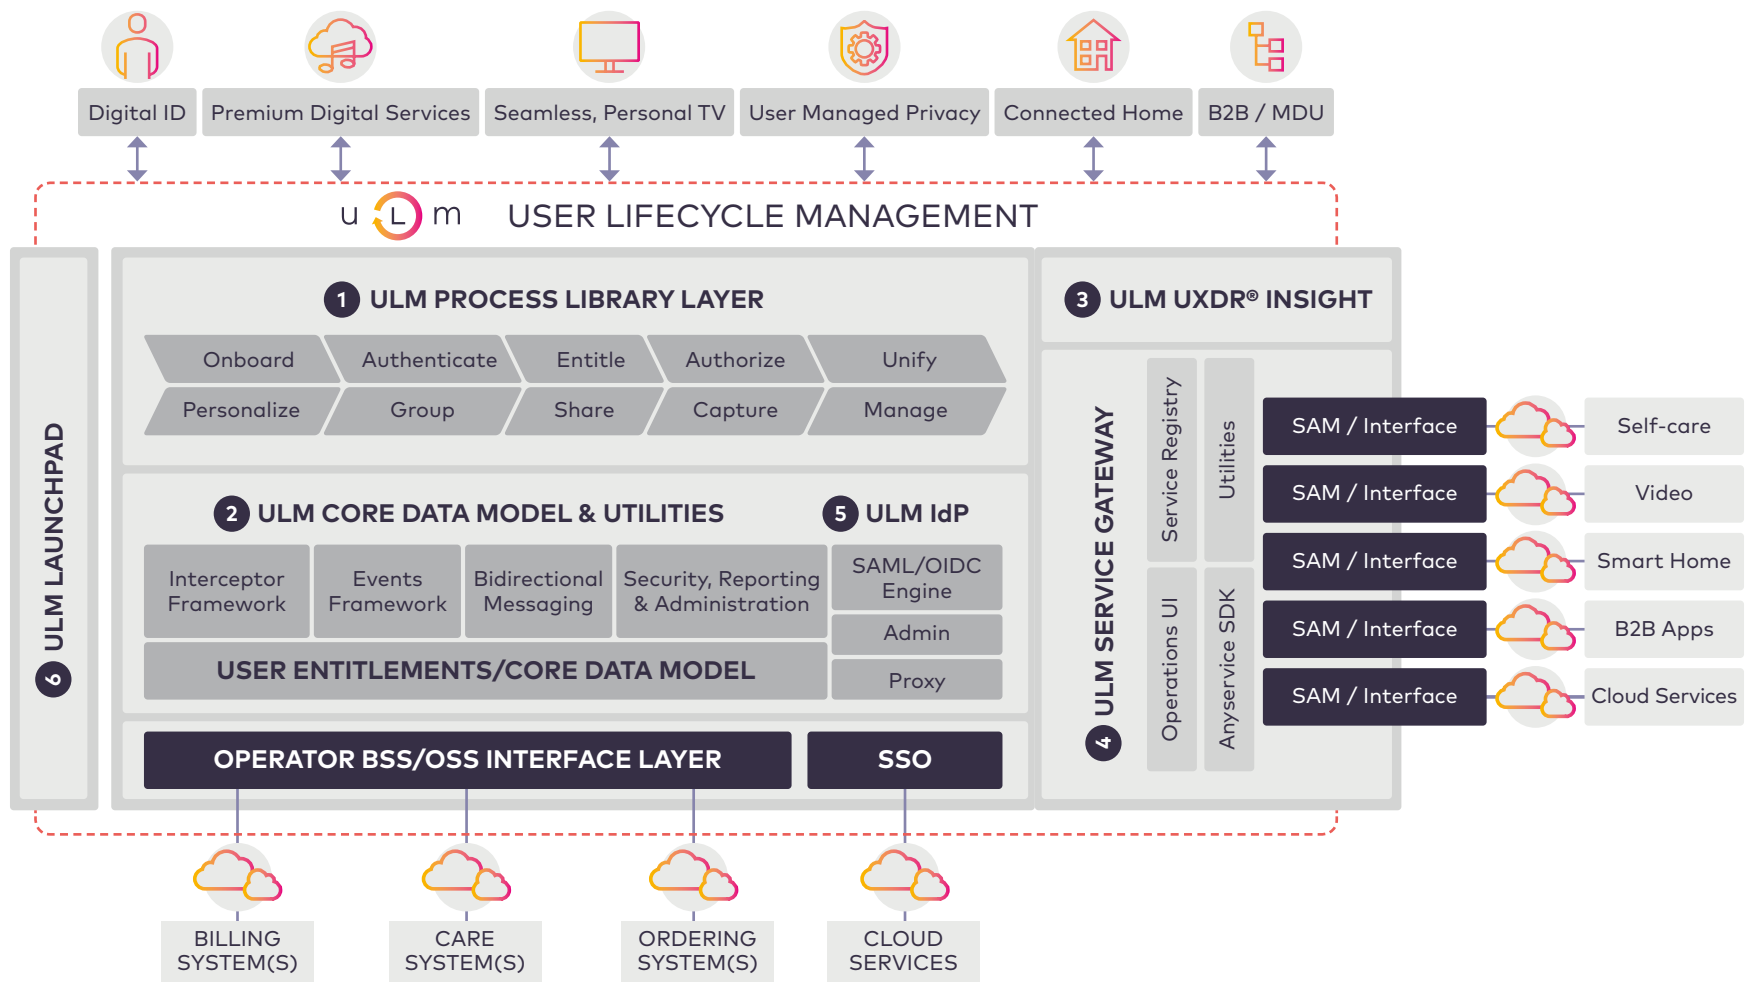 Digital ID
Premium Digital Services
Seamless, Personal TV
User Managed Privacy
Connected Home
B2B / MDU
u L m
USER LIFECYCLE MANAGEMENT
6 ULM LAUNCHPAD
1 ULM PROCESS LIBRARY LAYER
Onboard
Authenticate
Entitle
Authorize
Unify
Personalize
Group
Share
Capture
Manage
2 ULM CORE DATA MODEL & UTILITIES
Interceptor
Framework
Events
Framework
Bidirectional
Messaging
Security, Reporting
& Administration
USER ENTITLEMENTS/CORE DATA MODEL
5 ULM IdP
SAML/OIDC
Engine
Admin
Proxy
OPERATOR BSS/OSS INTERFACE LAYER
SSO
3 ULM UXDR® INSIGHT
4 ULM SERVICE GATEWAY
Service Registry
Utilities
Operations UI
Anyservice SDK
SAM / Interface
Self-care
SAM / Interface
Video
SAM / Interface
Smart Home
SAM / Interface
B2B Apps
SAM / Interface
Cloud Services
BILLING
SYSTEM(S)
CARE
SYSTEM(S)
ORDERING
SYSTEM(S)
CLOUD
SERVICES